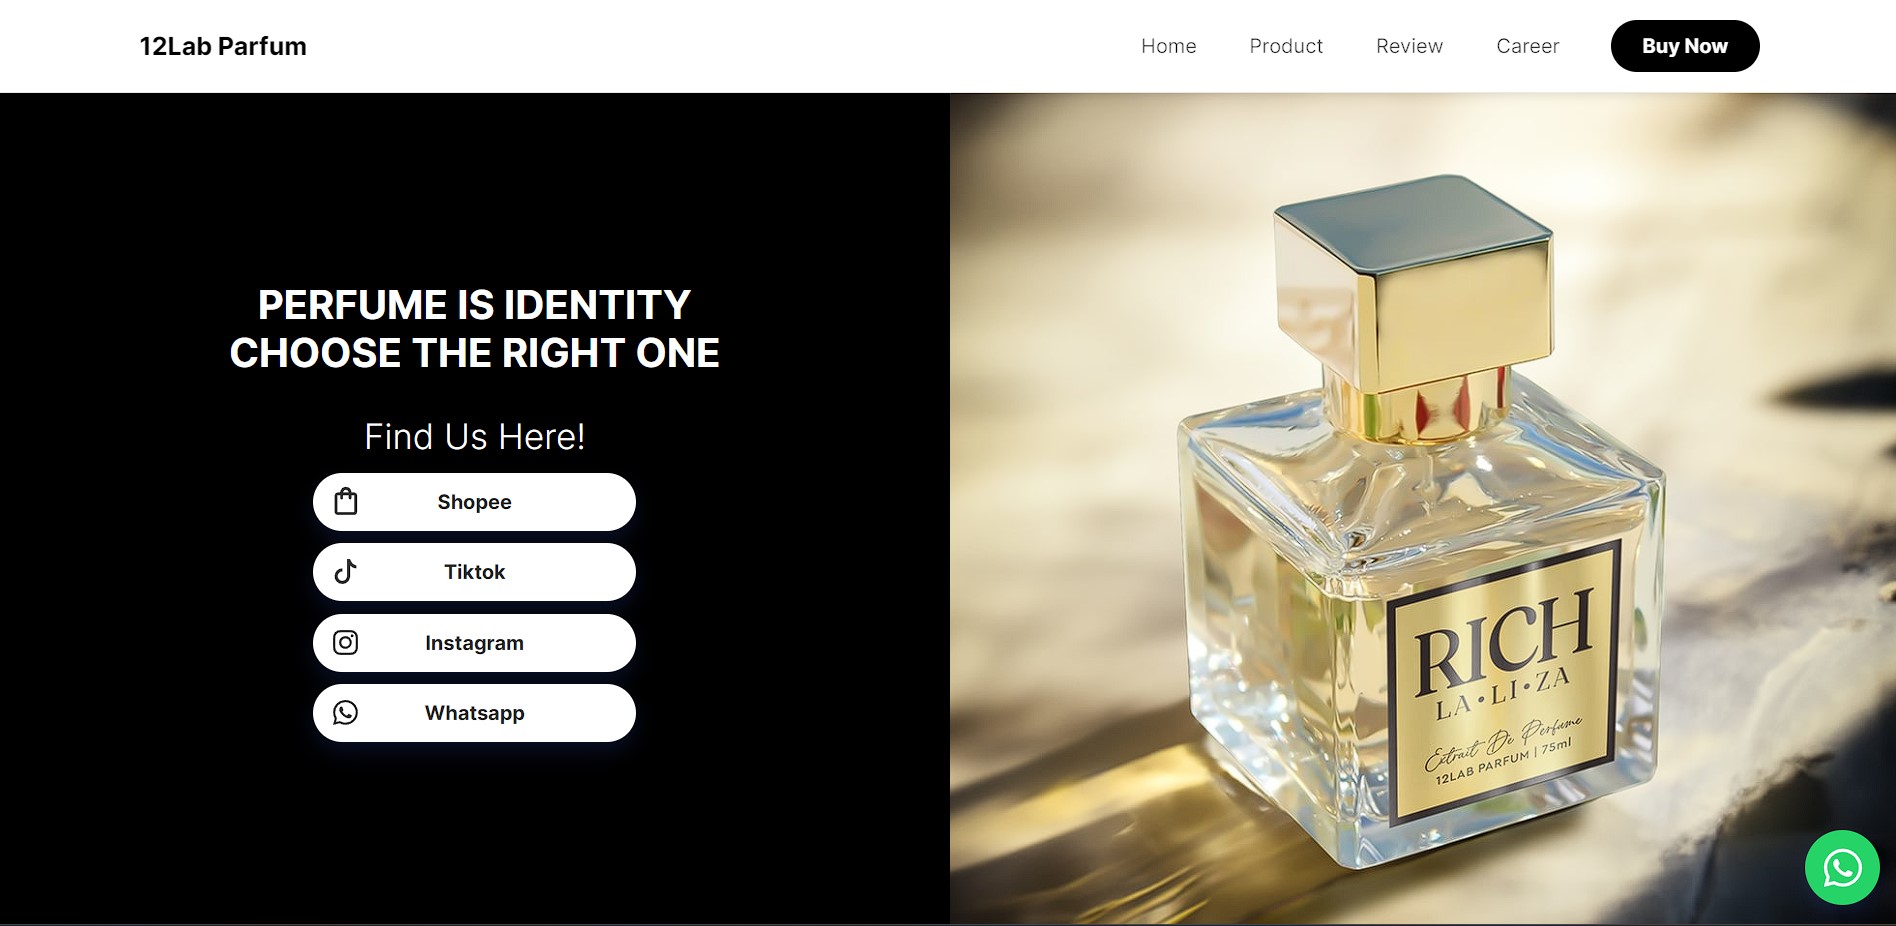 12Lab Parfum
Home
Product
Review
Career
Buy Now
PERFUME IS IDENTITY
CHOOSE THE RIGHT ONE
Find Us Here!
Shopee
Tiktok
Instagram
Whatsapp
RICH
LA•LI•ZA
Extrait De Perfume
12LAB PARFUM | 75ml